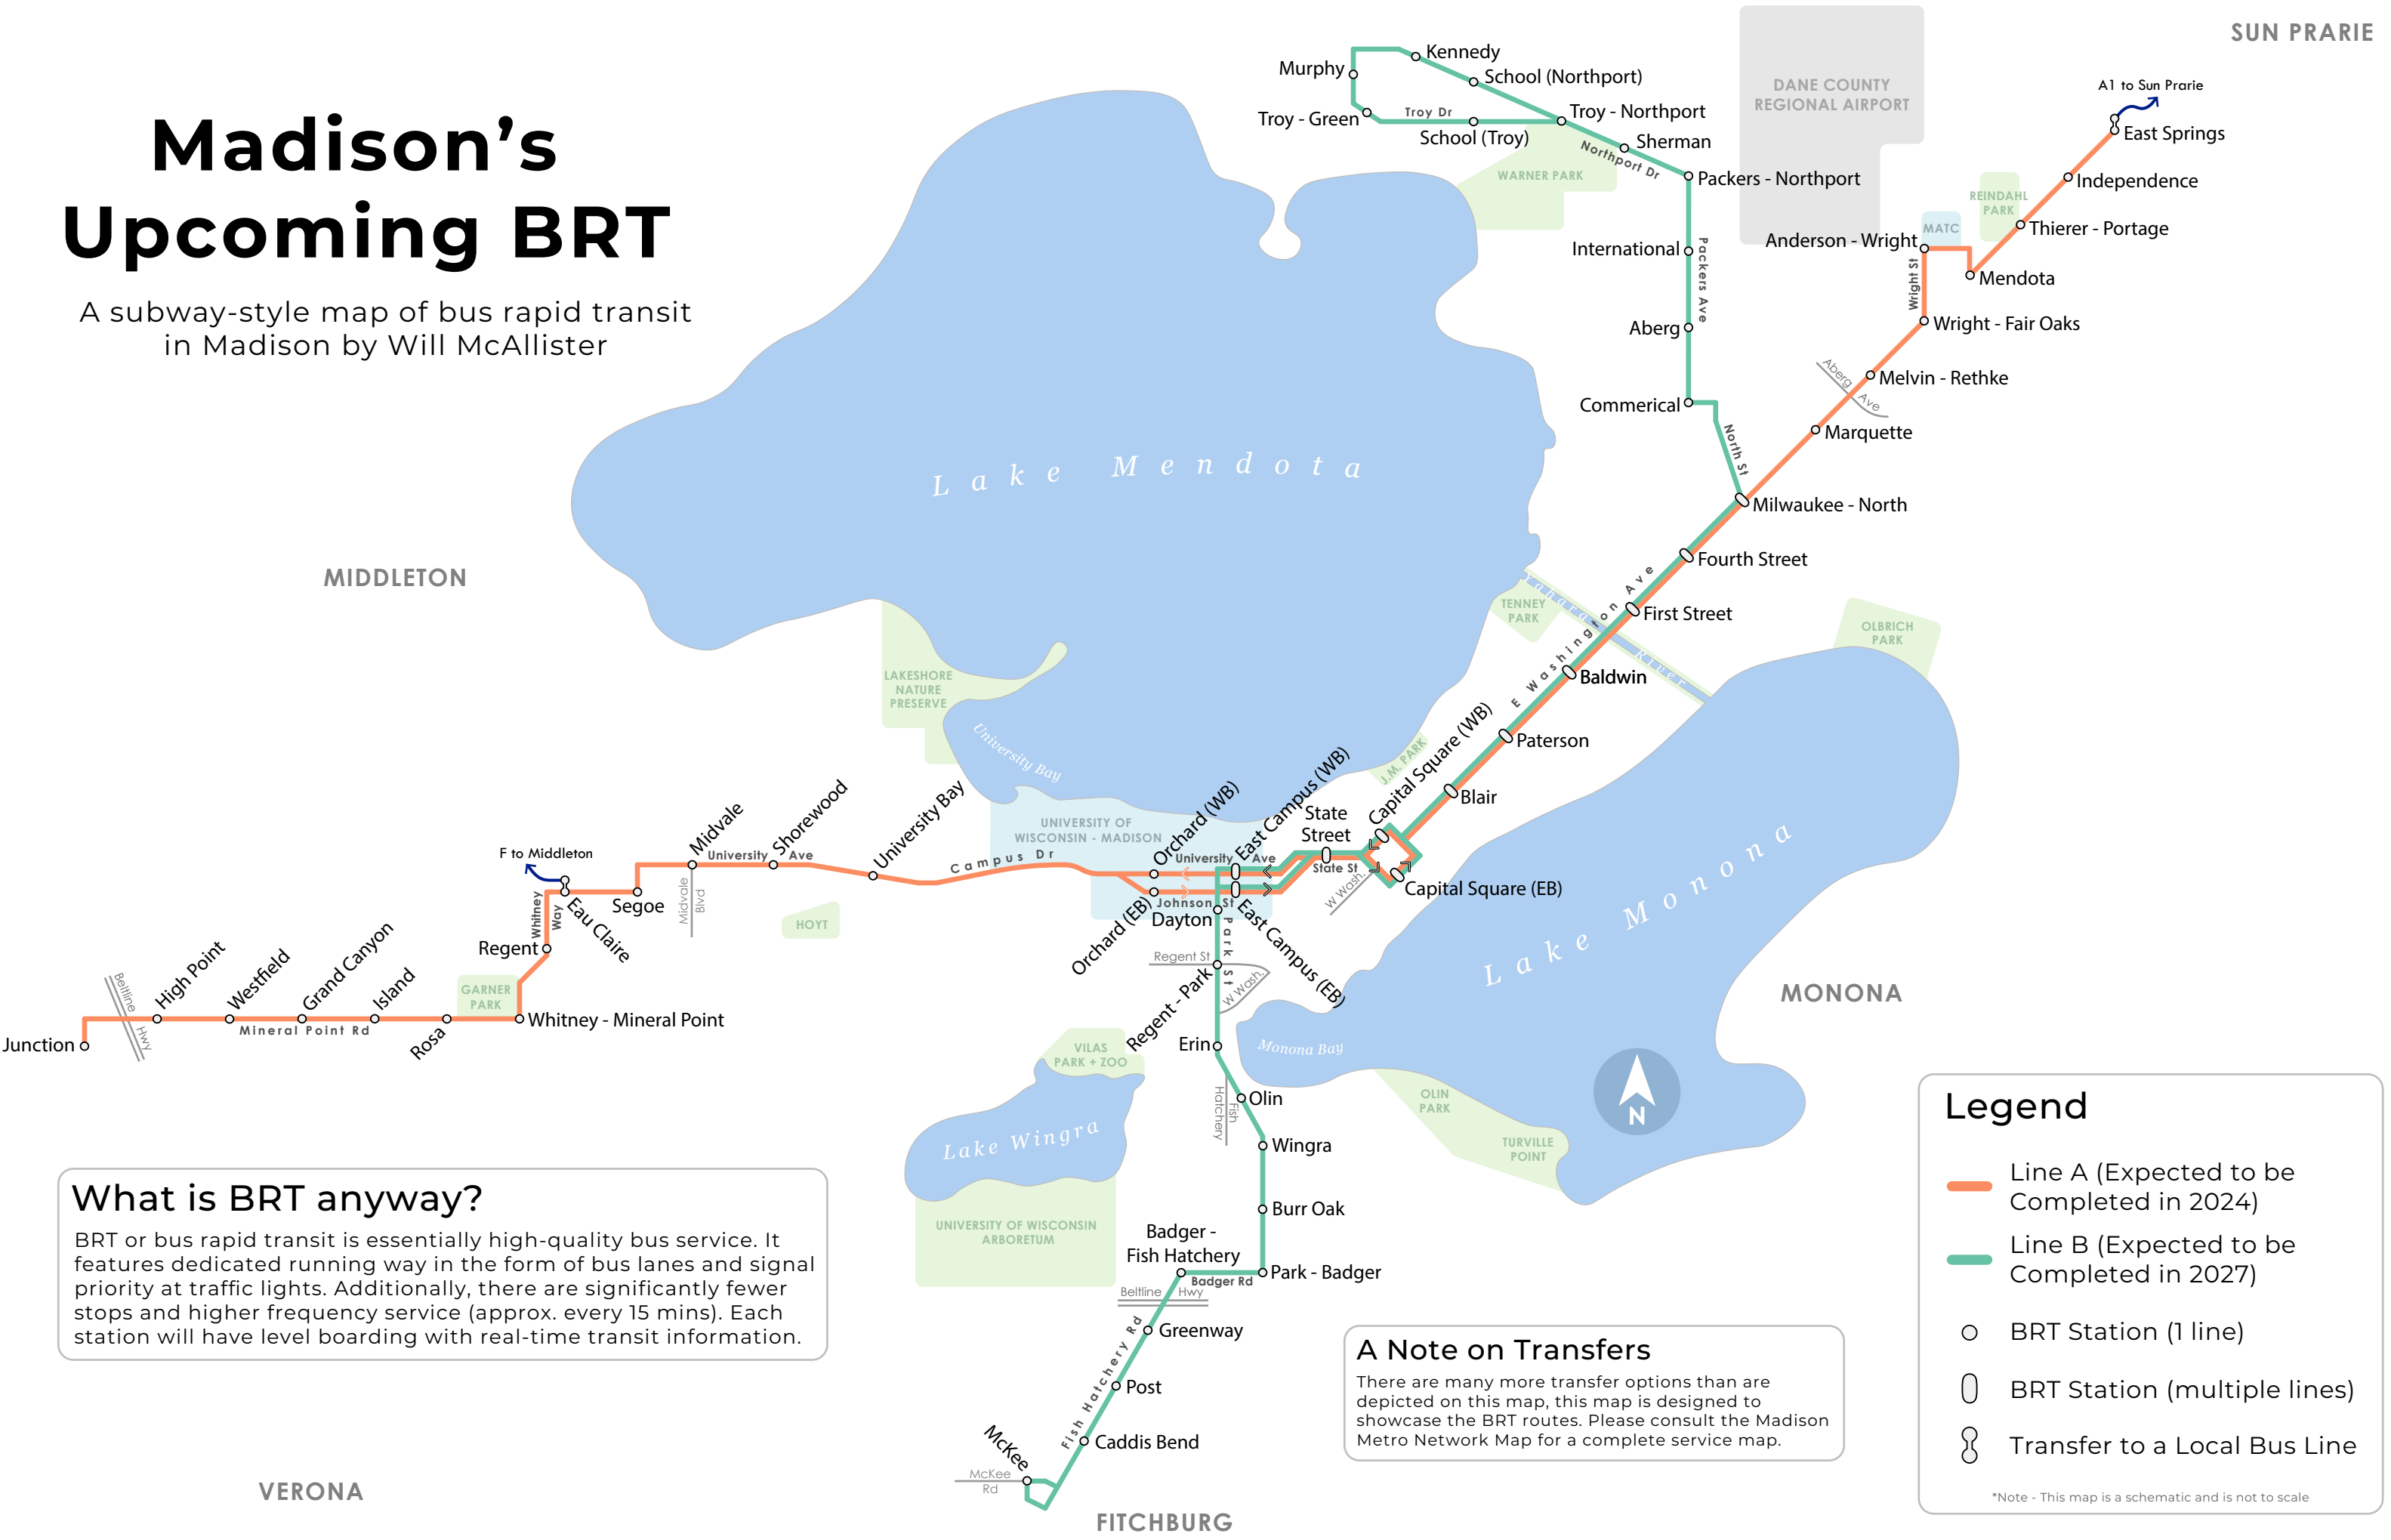 Madison's
Upcoming BRT
A subway-style map of bus rapid transit
in Madison by Will McAllister
SUN PRARIE
A1 to Sun Prarie
East Springs
Independence
Thierer - Portage
Mendota
Anderson - Wright
Wright St
Wright - Fair Oaks
Melvin - Rethke
Aberg
Ave
Marquette
DANE COUNTY
REGIONAL AIRPORT
REINDAHL
PARK
MATC
Kennedy
Murphy
School (Northport)
Troy - Green
Troy Dr
School (Troy)
Troy - Northport
Sherman
Northport Dr
WARNER PARK
Packers - Northport
International
Packers Ave
Aberg
Commerical
North St
Milwaukee - North
Fourth Street
First Street
E Washington Ave
Yahara
River
TENNEY
PARK
OLBRICH
PARK
Baldwin
Paterson
Blair
J.M. PARK
Capital Square (WB)
Capital Square (EB)
W Wash.
State
Street
State St
East Campus (WB)
East Campus (EB)
Orchard (WB)
Orchard (EB)
University Ave
Johnson St
Lake Mendota
MIDDLETON
LAKESHORE
NATURE
PRESERVE
University Bay
UNIVERSITY OF
WISCONSIN - MADISON
Campus Dr
University Bay
Shorewood
Midvale
University Ave
Midvale
Blvd
HOYT
Segoe
F to Middleton
Eau Claire
Whitney
Way
Regent
GARNER
PARK
Whitney - Mineral Point
Rosa
Island
Grand Canyon
Westfield
High Point
Mineral Point Rd
Beltline
Hwy
Junction
Dayton
Park St
Regent St
W Wash.
Regent - Park
Erin
Monona Bay
Lake Monona
MONONA
N
Fish
Hatchery
Olin
Wingra
Burr Oak
Park - Badger
Badger Rd
Badger -
Fish Hatchery
Beltline Hwy
Greenway
Fish Hatchery Rd
Post
Caddis Bend
McKee
McKee
Rd
VILAS
PARK + ZOO
Lake Wingra
UNIVERSITY OF WISCONSIN
ARBORETUM
OLIN
PARK
TURVILLE
POINT
VERONA
FITCHBURG
What is BRT anyway?
BRT or bus rapid transit is essentially high-quality bus service. It
features dedicated running way in the form of bus lanes and signal
priority at traffic lights. Additionally, there are significantly fewer
stops and higher frequency service (approx. every 15 mins). Each
station will have level boarding with real-time transit information.
A Note on Transfers
There are many more transfer options than are
depicted on this map, this map is designed to
showcase the BRT routes. Please consult the Madison
Metro Network Map for a complete service map.
Legend
Line A (Expected to be
Completed in 2024)
Line B (Expected to be
Completed in 2027)
BRT Station (1 line)
BRT Station (multiple lines)
Transfer to a Local Bus Line
*Note - This map is a schematic and is not to scale